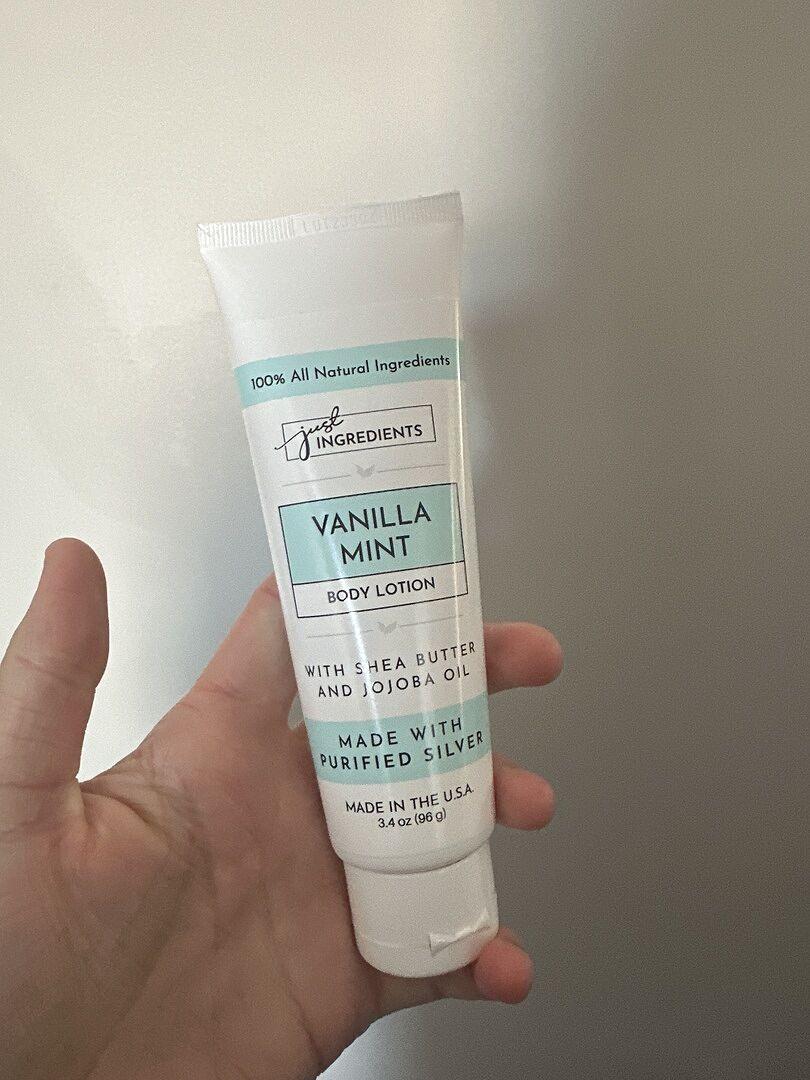 100% All Natural Ingredients
just
INGREDIENTS
VANILLA
MINT
BODY LOTION
WITH SHEA BUTTER
AND JOJOBA OIL
MADE WITH
PURIFIED SILVER
MADE IN THE U.S.A.
3.4 oz (96 g)